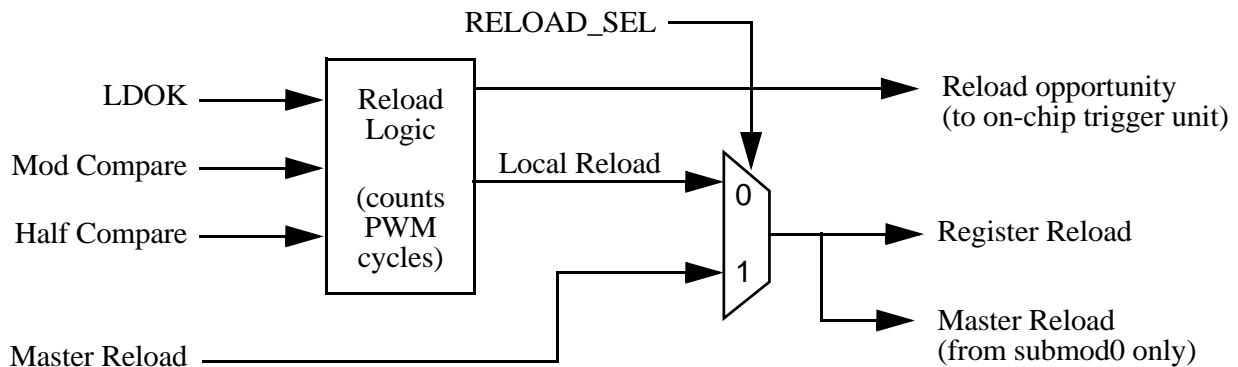 RELOAD_SEL
LDOK
Mod Compare
Half Compare
Master Reload
Reload
Logic
(counts
PWM
cycles)
Local Reload
0
1
Reload opportunity
(to on-chip trigger unit)
Register Reload
Master Reload
(from submod0 only)